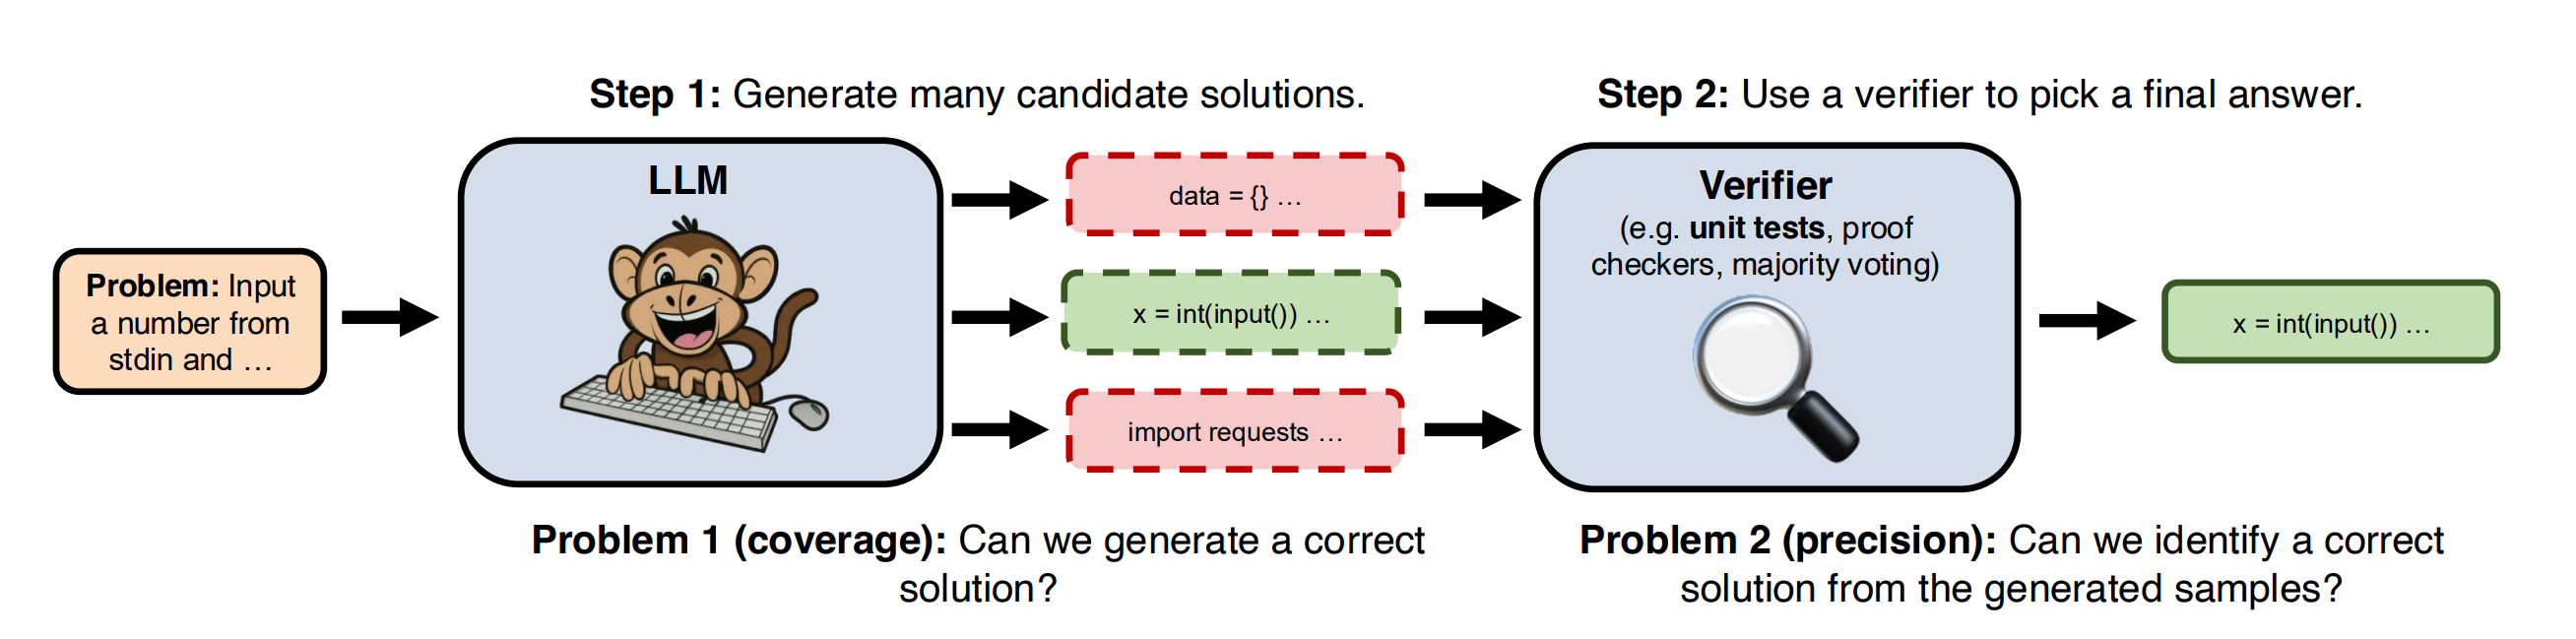 Step 1: Generate many candidate solutions.
Step 2: Use a verifier to pick a final answer.
Problem: Input
a number from
stdin and …
LLM
data = {} …
x = int(input()) …
import requests …
Verifier
(e.g. unit tests, proof
checkers, majority voting)
x = int(input()) …
Problem 1 (coverage): Can we generate a correct
solution?
Problem 2 (precision): Can we identify a correct
solution from the generated samples?